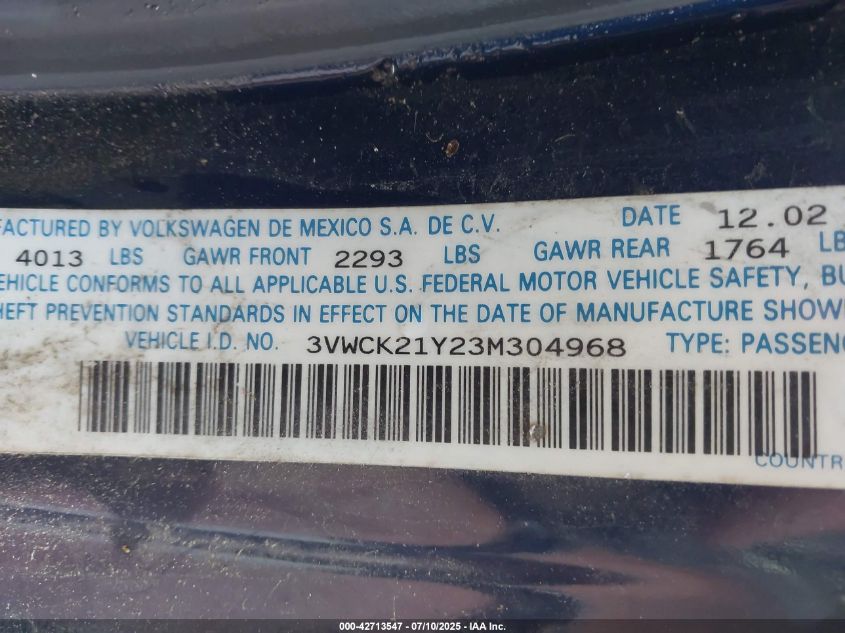 FACTURED BY VOLKSWAGEN DE MEXICO S.A. DE C.V. DATE 12.02
4013 LBS GAWR FRONT 2293 LBS GAWR REAR 1764 LB
VEHICLE CONFORMS TO ALL APPLICABLE U.S. FEDERAL MOTOR VEHICLE SAFETY, BU
HEFT PREVENTION STANDARDS IN EFFECT ON THE DATE OF MANUFACTURE SHOW
VEHICLE I.D. NO. 3VWCK21Y23M304968 TYPE: PASSENG
COUNTR
000-42713547 - 07/10/2025 - IAA Inc.